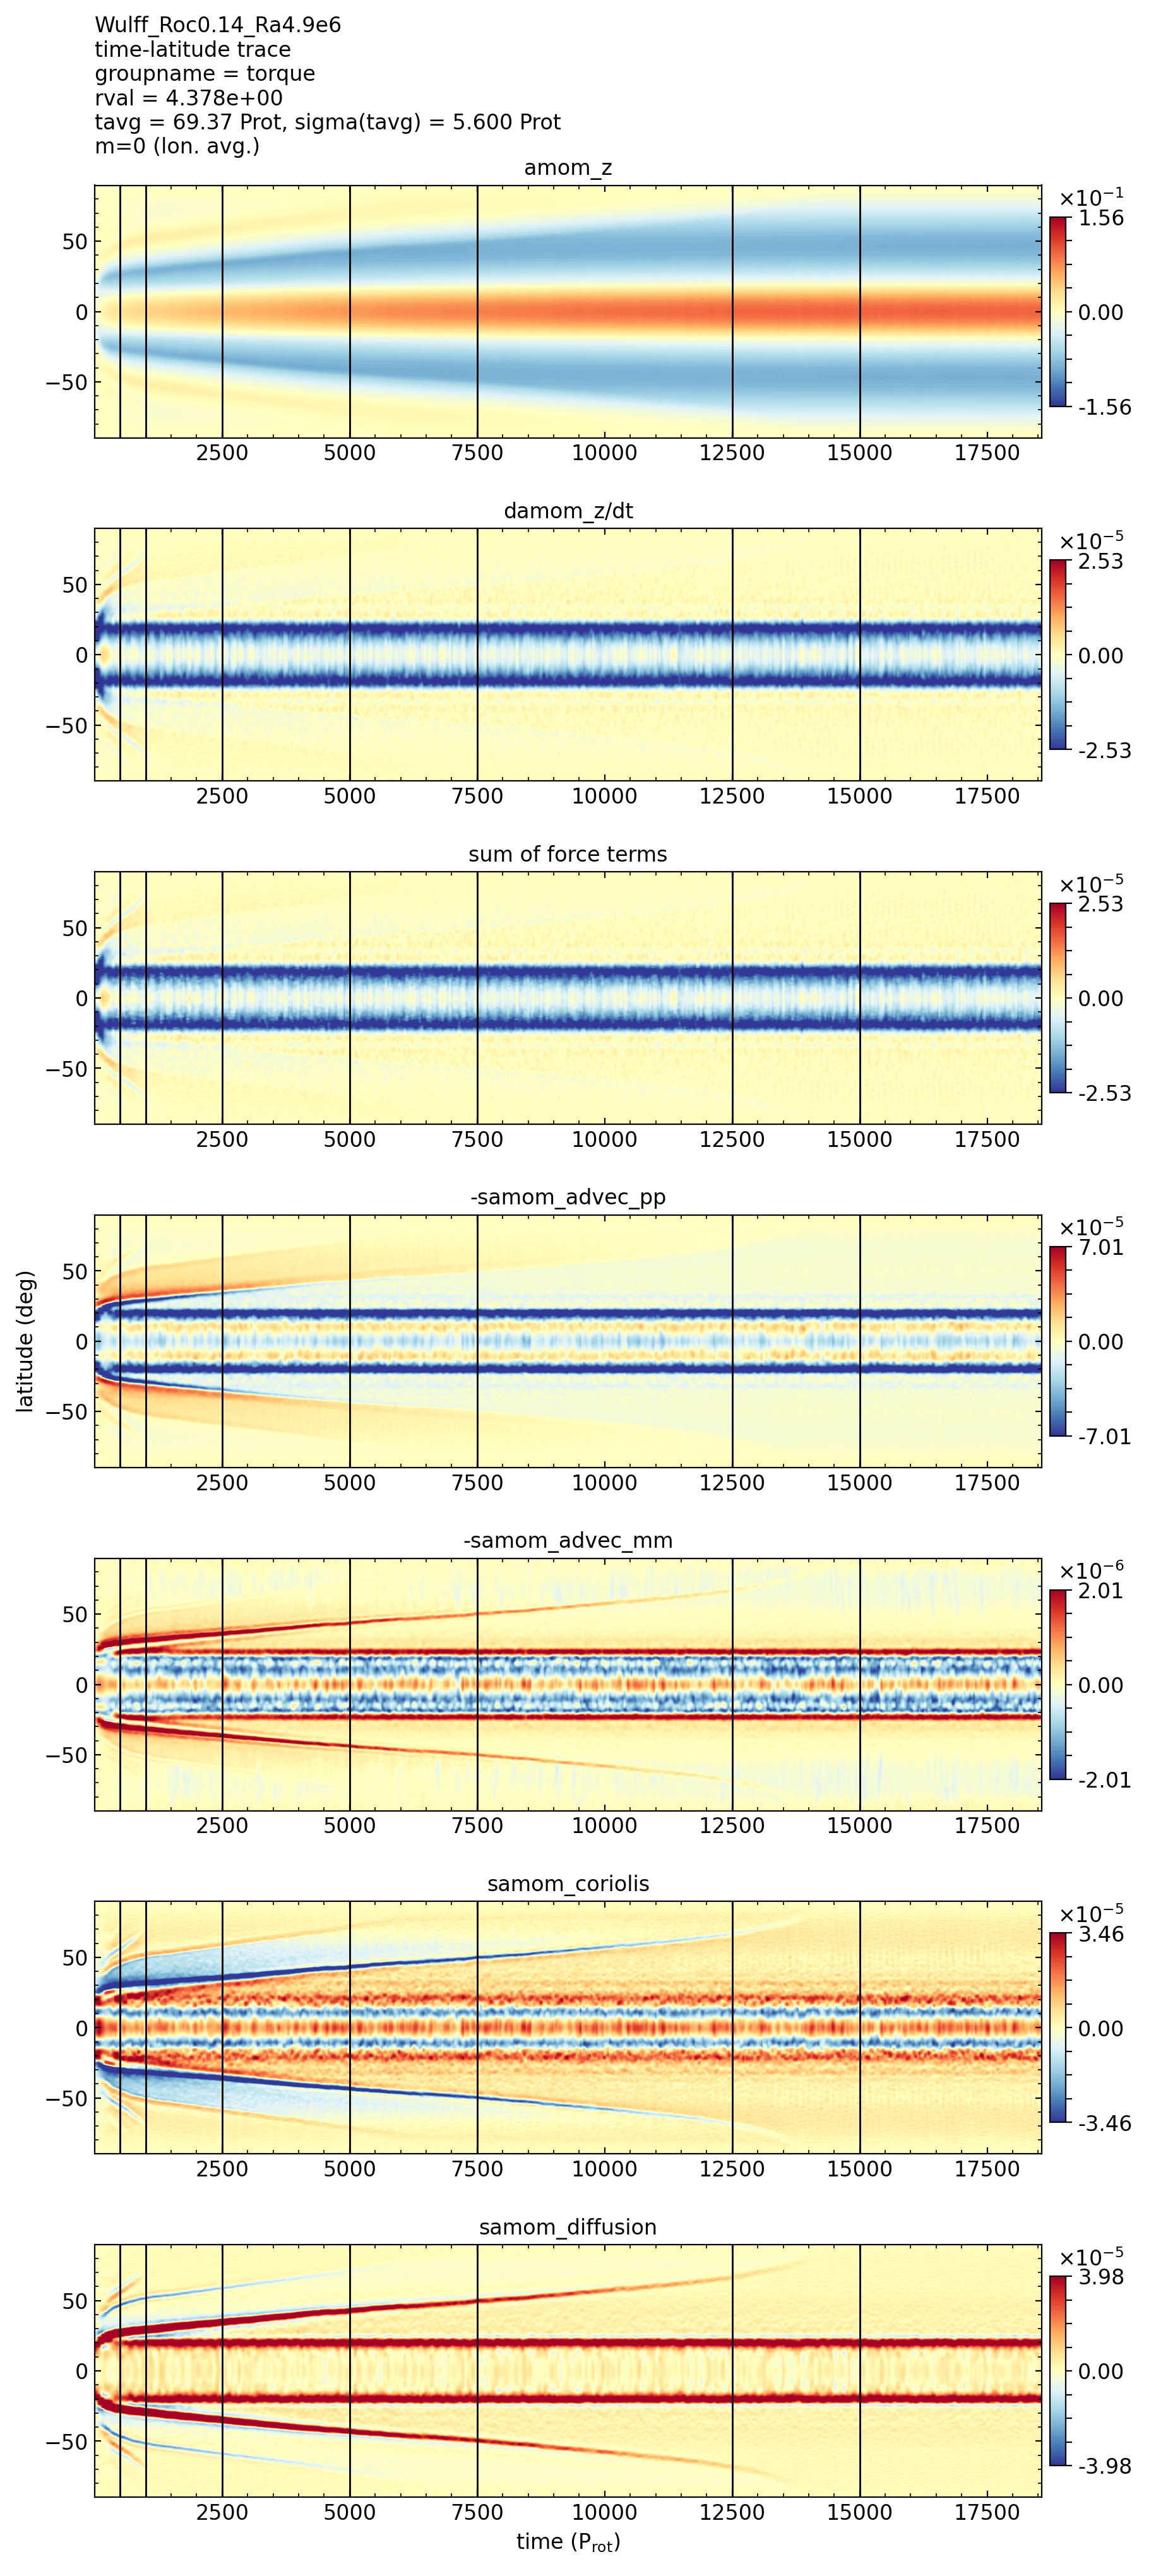 Wulff_Roc0.14_Ra4.9e6
time-latitude trace
groupname = torque
rval = 4.378e+00
tavg = 69.37 Prot, sigma(tavg) = 5.600 Prot
m=0 (lon. avg.)
amom_z
×10⁻¹
1.56
0.00
-1.56
50
0
−50
2500 5000 7500 10000 12500 15000 17500
damom_z/dt
×10⁻⁵
2.53
0.00
-2.53
50
0
−50
2500 5000 7500 10000 12500 15000 17500
sum of force terms
×10⁻⁵
2.53
0.00
-2.53
50
0
−50
2500 5000 7500 10000 12500 15000 17500
-samom_advec_pp
×10⁻⁵
7.01
0.00
-7.01
50
0
−50
latitude (deg)
2500 5000 7500 10000 12500 15000 17500
-samom_advec_mm
×10⁻⁶
2.01
0.00
-2.01
50
0
−50
2500 5000 7500 10000 12500 15000 17500
samom_coriolis
×10⁻⁵
3.46
0.00
-3.46
50
0
−50
2500 5000 7500 10000 12500 15000 17500
samom_diffusion
×10⁻⁵
3.98
0.00
-3.98
50
0
−50
2500 5000 7500 10000 12500 15000 17500
time (P_rot)